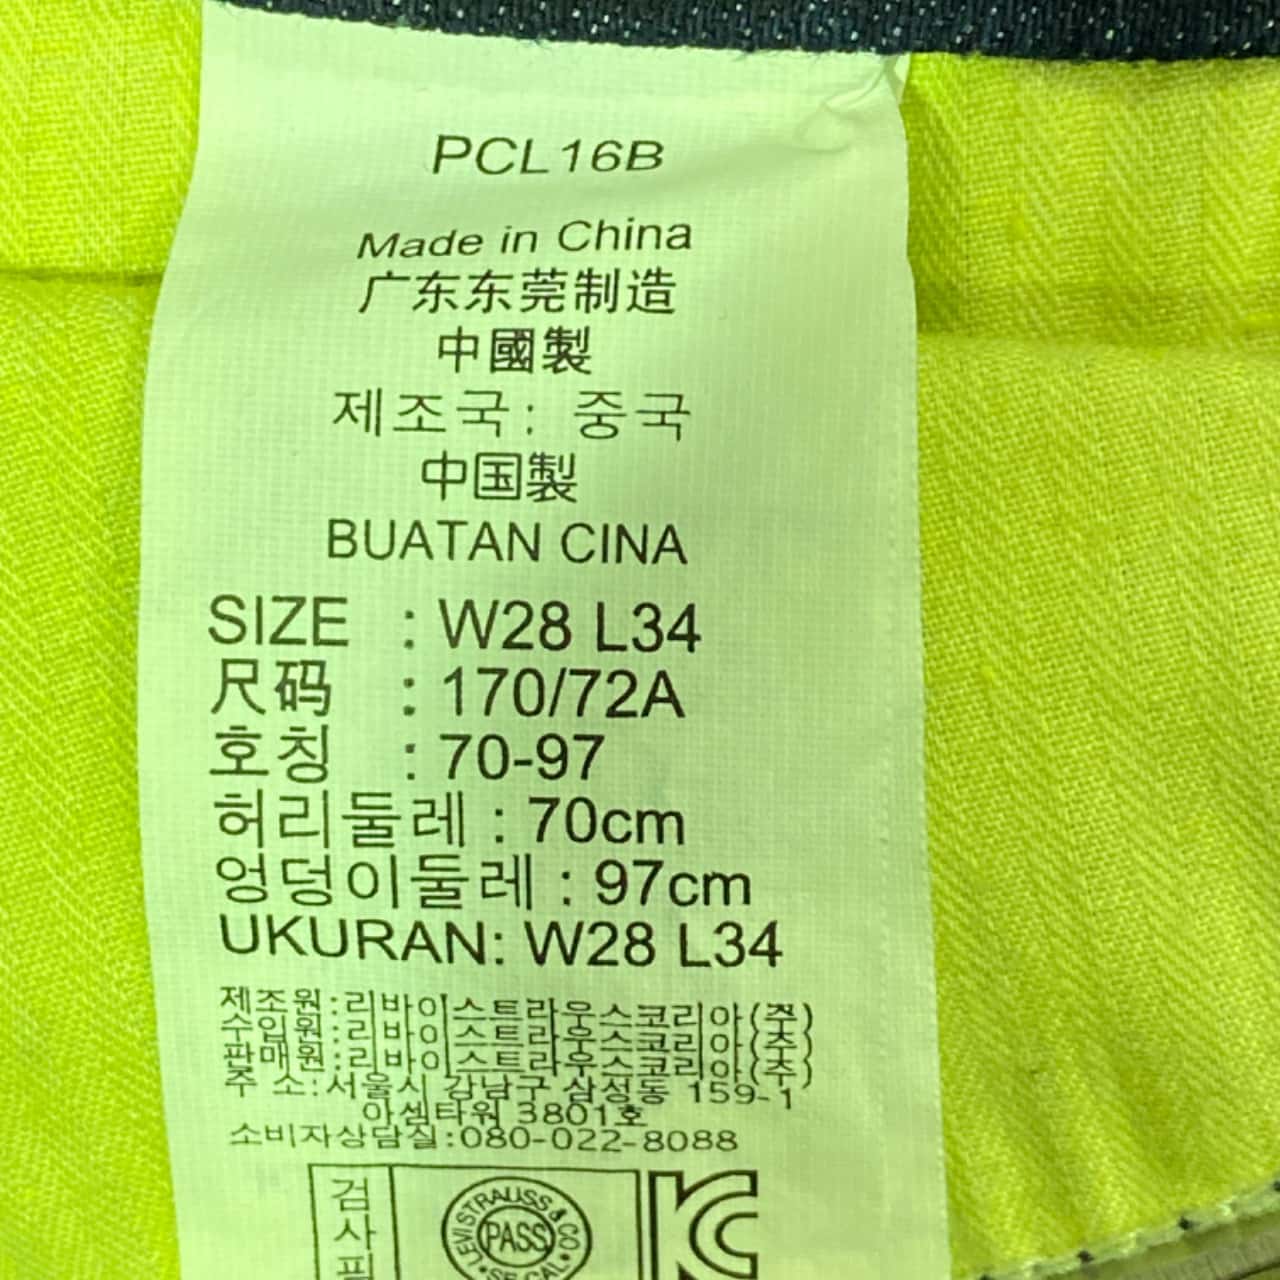 PCL16B
Made in China
广东东莞制造
中國製
제조국: 중국
中国製
BUATAN CINA
SIZE : W28 L34
尺码 : 170/72A
호칭 : 70-97
허리둘레 : 70cm
엉덩이둘레 : 97cm
UKURAN: W28 L34
제조원:리바이스트라우스코리아(주)
수입원:리바이스트라우스코리아(주)
판매원:리바이스트라우스코리아(주)
주 소:서울시 강남구 삼성동 159-1
아셈타워 3801호
소비자상담실:080-022-8088
검사필
LEVI STRAUSS & CO
PASS
SF CAL
KC